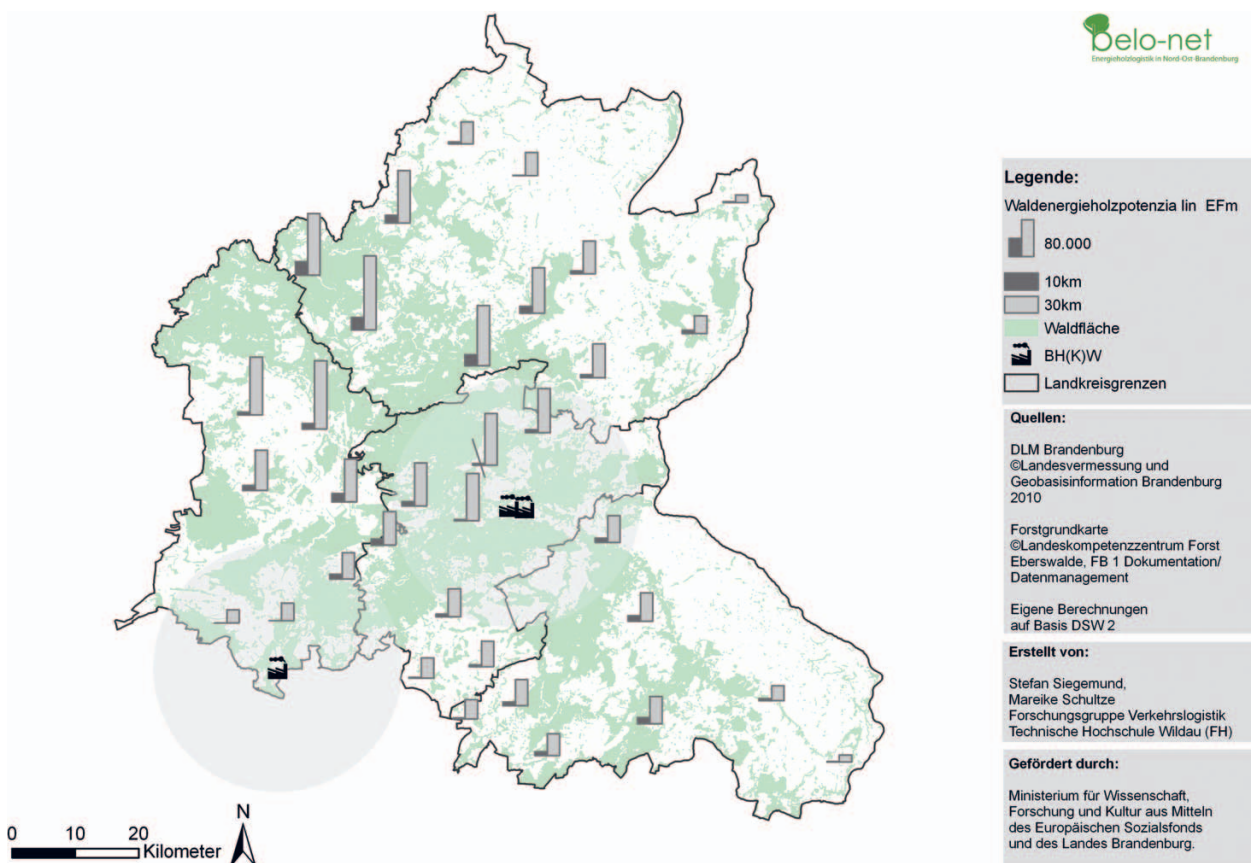 belo-net
Energieholzlogistik in Nord-Ost-Brandenburg
Legende:
Waldenergieholzpotenzia lin EFm
80.000
10km
30km
Waldfläche
BH(K)W
Landkreisgrenzen
Quellen:
DLM Brandenburg
©Landesvermessung und
Geobasisinformation Brandenburg
2010
Forstgrundkarte
©Landeskompetenzzentrum Forst
Eberswalde, FB 1 Dokumentation/
Datenmanagement
Eigene Berechnungen
auf Basis DSW 2
Erstellt von:
Stefan Siegemund,
Mareike Schultze
Forschungsgruppe Verkehrslogistik
Technische Hochschule Wildau (FH)
Gefördert durch:
Ministerium für Wissenschaft,
Forschung und Kultur aus Mitteln
des Europäischen Sozialsfonds
und des Landes Brandenburg.
N
0 10 20
Kilometer